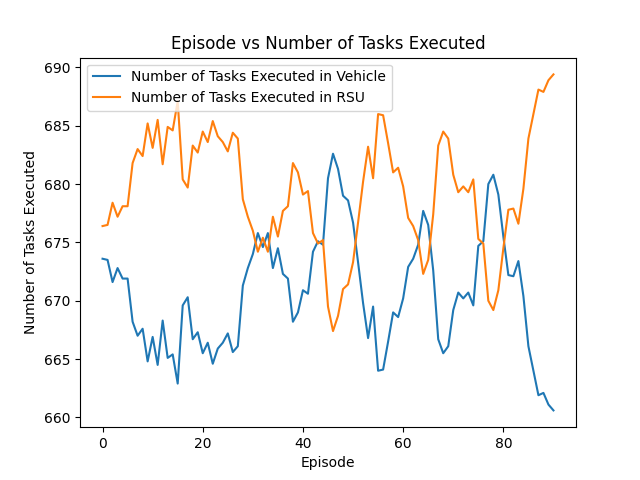 Episode vs Number of Tasks Executed
Number of Tasks Executed in Vehicle
Number of Tasks Executed in RSU
Number of Tasks Executed
690
685
680
675
670
665
660
0 20 40 60 80
Episode